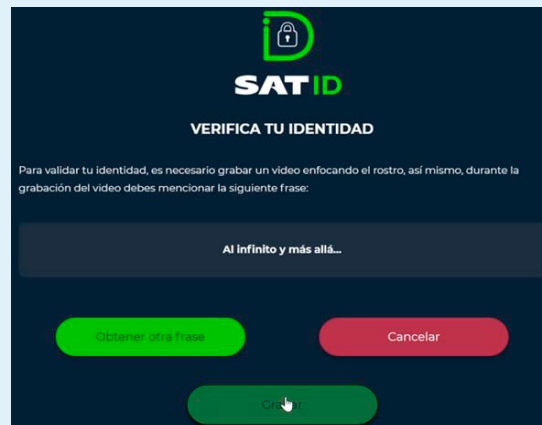 SAT ID
VERIFICA TU IDENTIDAD
Para validar tu identidad, es necesario grabar un video enfocando el rostro, así mismo, durante la
grabación del video debes mencionar la siguiente frase:
Al infinito y más allá...
Obtener otra frase
Cancelar